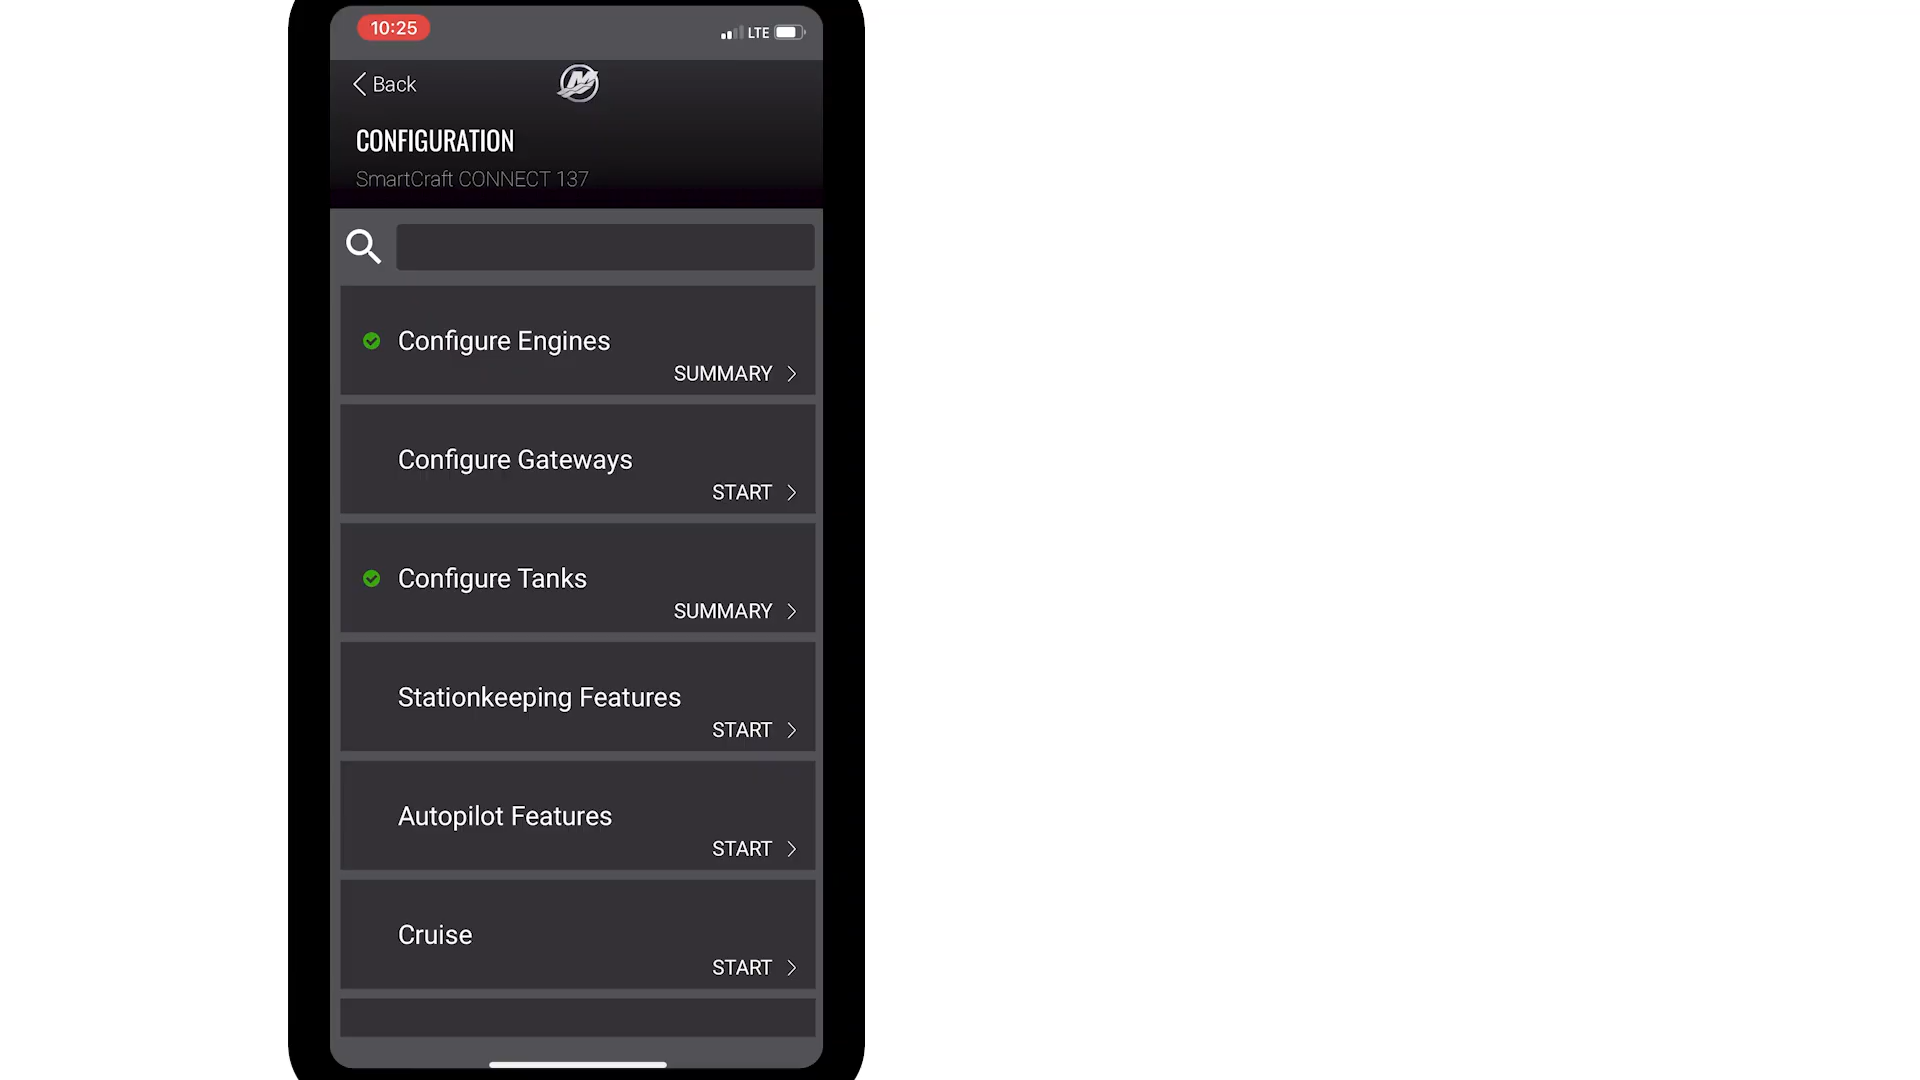 10:25
LTE
Back
CONFIGURATION
SmartCraft CONNECT 137
Configure Engines
SUMMARY
Configure Gateways
START
Configure Tanks
SUMMARY
Stationkeeping Features
START
Autopilot Features
START
Cruise
START